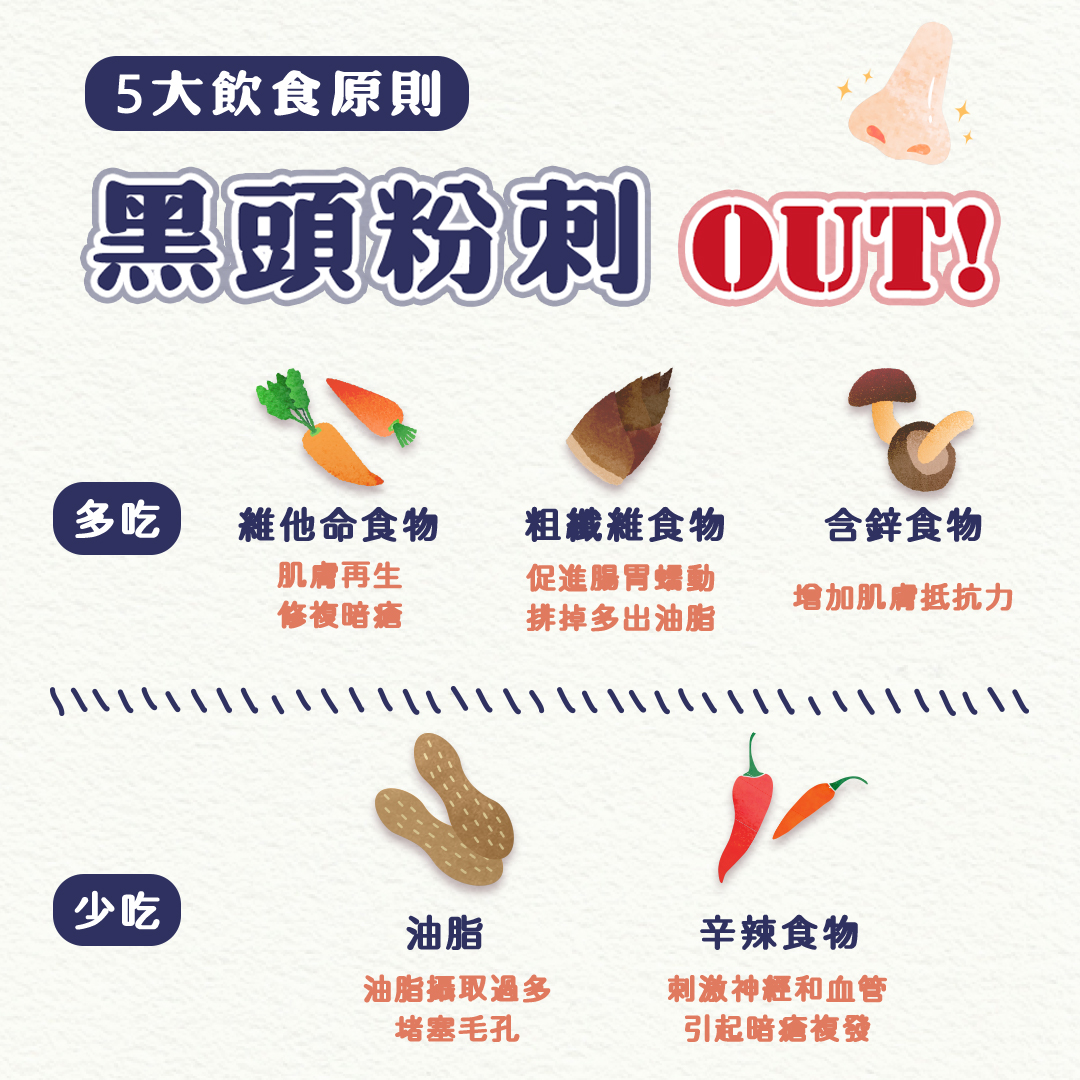 5大飲食原則
黑頭粉刺 OUT!
多吃
維他命食物
肌膚再生
修複暗瘡
粗纖維食物
促進腸胃蠕動
排掉多出油脂
含鋅食物
增加肌膚抵抗力
少吃
油脂
油脂攝取過多
堵塞毛孔
辛辣食物
刺激神經和血管
引起暗瘡複發